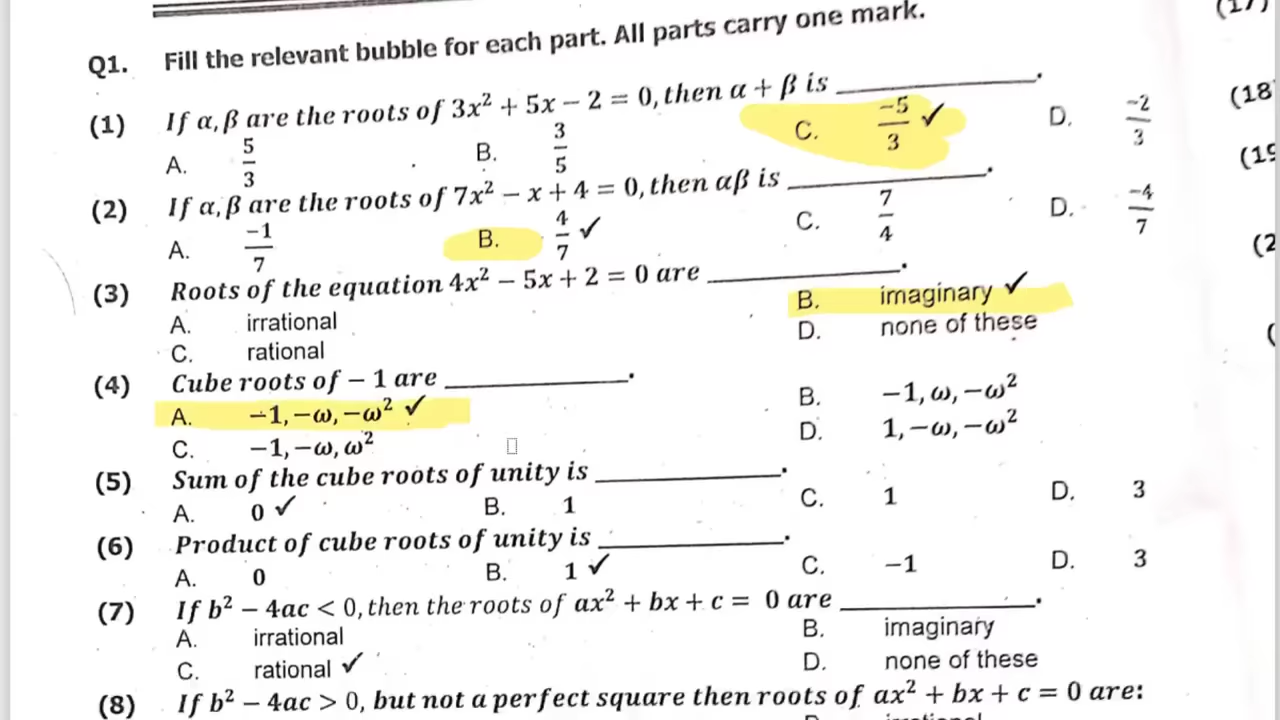 (17)
Q1. Fill the relevant bubble for each part. All parts carry one mark.
(1) If α, β are the roots of 3x² + 5x − 2 = 0, then α + β is ________.
A. 5/3 B. 3/5 C. −5/3 ✓ D. −2/3
(18
(2) If α, β are the roots of 7x² − x + 4 = 0, then αβ is ________.
A. −1/7 B. 4/7 ✓ C. 7/4 D. −4/7
(3) Roots of the equation 4x² − 5x + 2 = 0 are ________.
A. irrational B. imaginary ✓
C. rational D. none of these
(4) Cube roots of − 1 are ________.
A. −1, −ω, −ω² ✓ B. −1, ω, −ω²
C. −1, −ω, ω² D. 1, −ω, −ω²
(5) Sum of the cube roots of unity is ________.
A. 0 ✓ B. 1 C. 1 D. 3
(6) Product of cube roots of unity is ________.
A. 0 B. 1 ✓ C. −1 D. 3
(7) If b² − 4ac < 0, then the roots of ax² + bx + c = 0 are ________.
A. irrational B. imaginary
C. rational ✓ D. none of these
(8) If b² − 4ac > 0, but not a perfect square then roots of ax² + bx + c = 0 are: